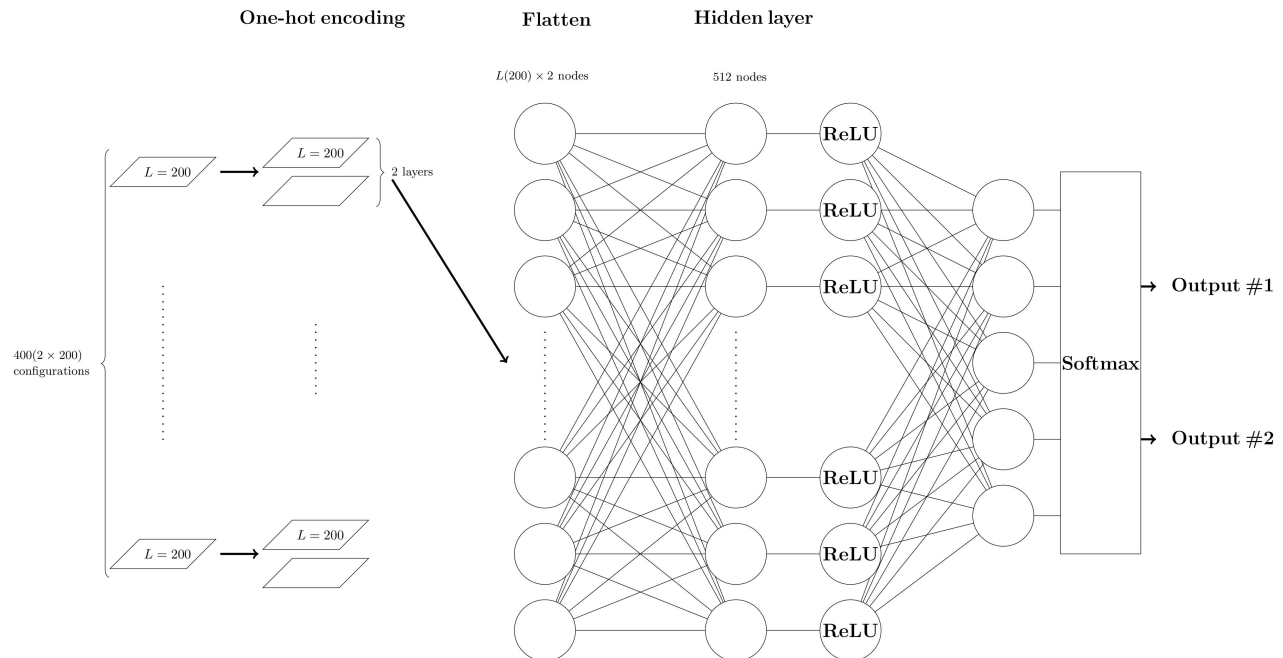 One-hot encoding
Flatten
Hidden layer
L(200) × 2 nodes
512 nodes
L = 200
L = 200
2 layers
400(2 × 200)
configurations
L = 200
L = 200
ReLU
ReLU
ReLU
ReLU
ReLU
ReLU
Softmax
Output #1
Output #2